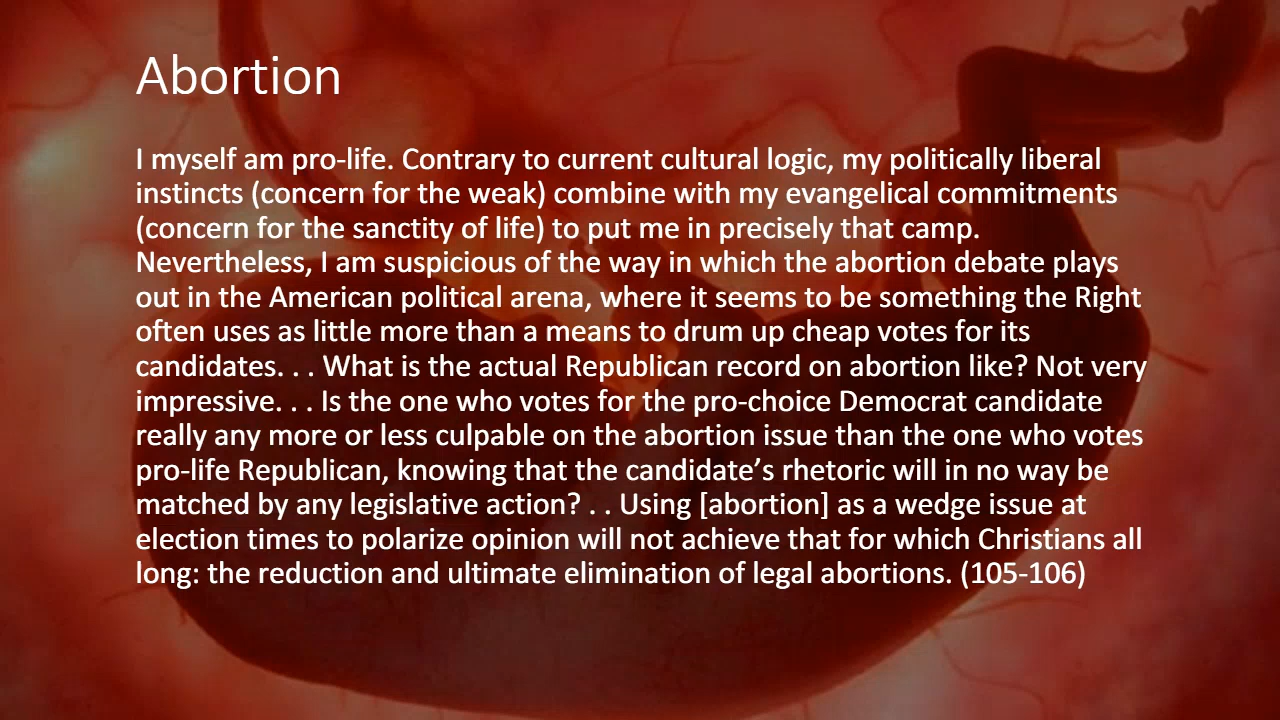 Abortion
I myself am pro-life. Contrary to current cultural logic, my politically liberal
instincts (concern for the weak) combine with my evangelical commitments
(concern for the sanctity of life) to put me in precisely that camp.
Nevertheless, I am suspicious of the way in which the abortion debate plays
out in the American political arena, where it seems to be something the Right
often uses as little more than a means to drum up cheap votes for its
candidates. . . What is the actual Republican record on abortion like? Not very
impressive. . . Is the one who votes for the pro-choice Democrat candidate
really any more or less culpable on the abortion issue than the one who votes
pro-life Republican, knowing that the candidate’s rhetoric will in no way be
matched by any legislative action? . . Using [abortion] as a wedge issue at
election times to polarize opinion will not achieve that for which Christians all
long: the reduction and ultimate elimination of legal abortions. (105-106)